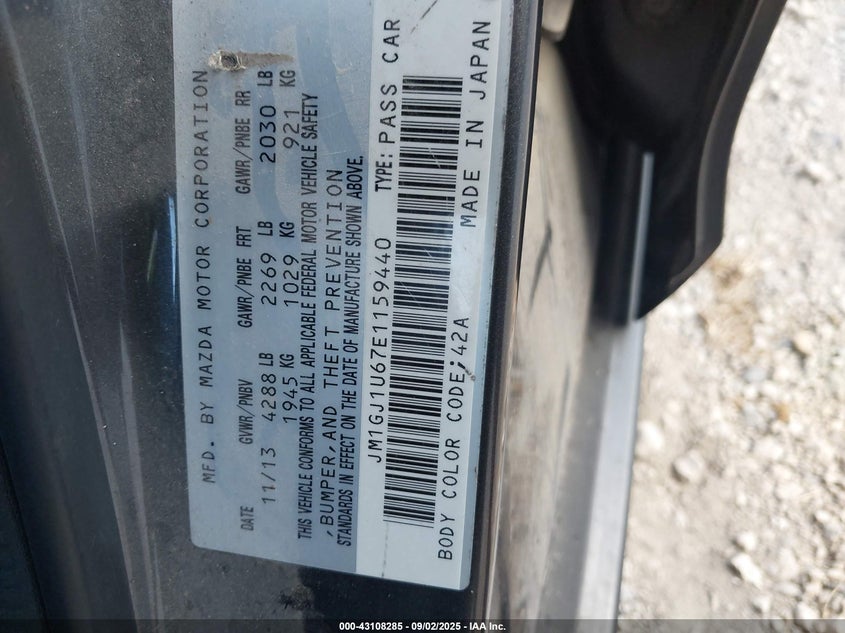 MFD. BY MAZDA MOTOR CORPORATION
DATE GVWR/PNBV GAWR/PNBE FRT GAWR/PNBE RR
11/13 4288 LB 2269 LB 2030 LB
1945 KG 1029 KG 921 KG
THIS VEHICLE CONFORMS TO ALL APPLICABLE FEDERAL MOTOR VEHICLE SAFETY
,BUMPER,AND THEFT PREVENTION
STANDARDS IN EFFECT ON THE DATE OF MANUFACTURE SHOWN ABOVE.
JM1GJ1U67E1159440 TYPE:PASS CAR
BODY COLOR CODE:42A MADE IN JAPAN
000-43108285 - 09/02/2025 - IAA Inc.